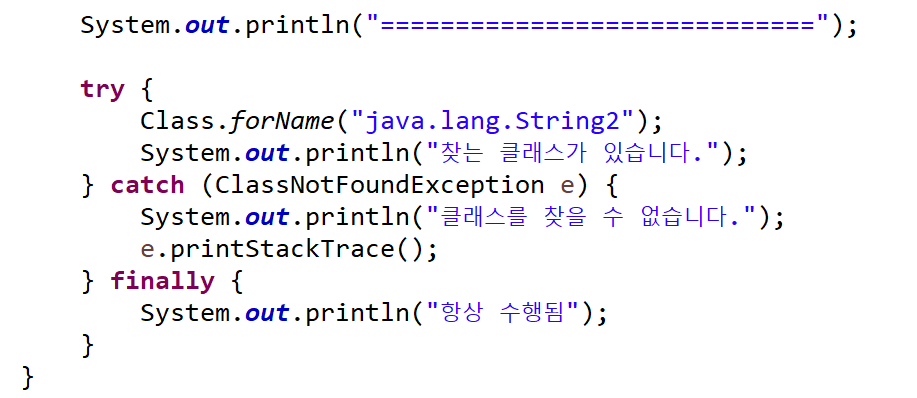 System.out.println("=============================");
try {
Class.forName("java.lang.String2");
System.out.println("찾는 클래스가 있습니다.");
} catch (ClassNotFoundException e) {
System.out.println("클래스를 찾을 수 없습니다.");
e.printStackTrace();
} finally {
System.out.println("항상 수행됨");
}
}